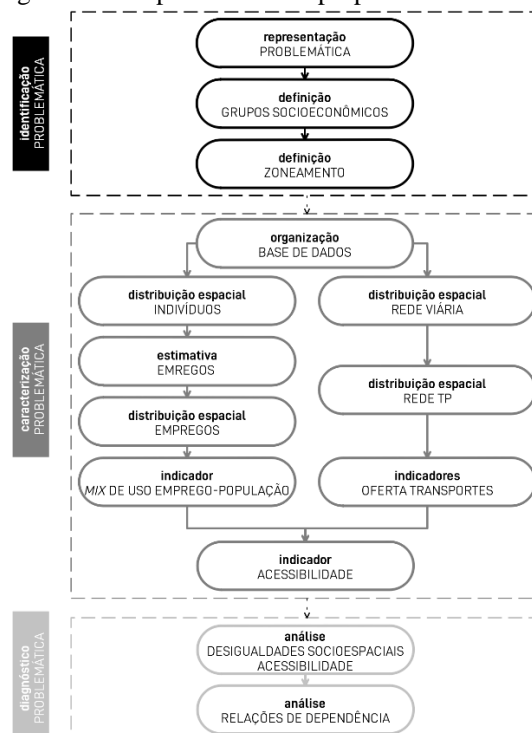 identificação
PROBLEMÁTICA
representação
PROBLEMÁTICA
definição
GRUPOS SOCIOECONÔMICOS
definição
ZONEAMENTO
caracterização
PROBLEMÁTICA
organização
BASE DE DADOS
distribuição espacial
INDIVÍDUOS
distribuição espacial
REDE VIÁRIA
estimativa
EMREGOS
distribuição espacial
REDE TP
distribuição espacial
EMPREGOS
indicador
MIX DE USO EMPREGO-POPULAÇÃO
indicadores
OFERTA TRANSPORTES
indicador
ACESSIBILIDADE
diagnóstico
PROBLEMÁTICA
análise
DESIGUALDADES SOCIOESPACIAIS
ACESSIBILIDADE
análise
RELAÇÕES DE DEPENDÊNCIA